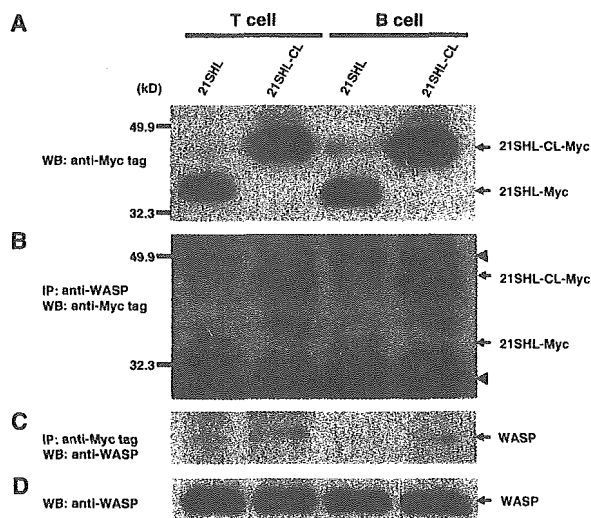 A
T cell
B cell
21SHL
21SHL-CL
21SHL
21SHL-CL
(kD)
49.9
WB: anti-Myc tag
21SHL-CL-Myc
21SHL-Myc
32.3
B
49.9
IP: anti-WASP
WB: anti-Myc tag
21SHL-CL-Myc
21SHL-Myc
32.3
C
IP: anti-Myc tag
WB: anti-WASP
WASP
D
WB: anti-WASP
WASP